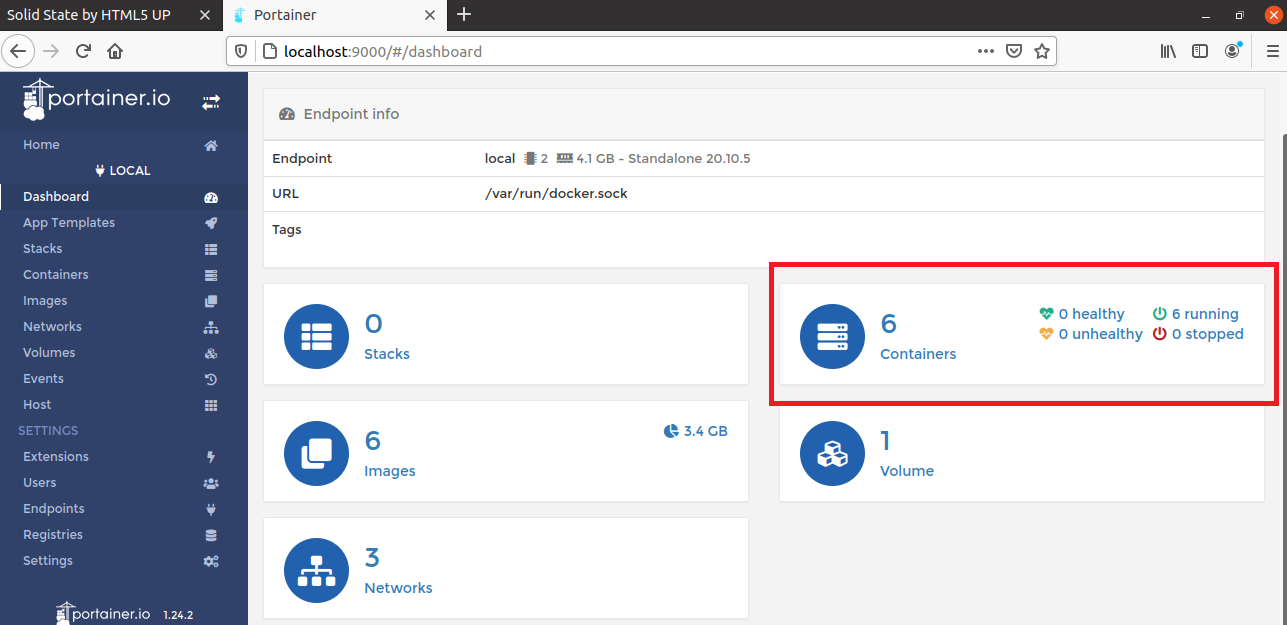 Solid State by HTML5 UP
Portainer
localhost:9000/#/dashboard
portainer.io
Home
LOCAL
Dashboard
App Templates
Stacks
Containers
Images
Networks
Volumes
Events
Host
SETTINGS
Extensions
Users
Endpoints
Registries
Settings
portainer.io 1.24.2
Endpoint info
Endpoint local 2 4.1 GB - Standalone 20.10.5
URL /var/run/docker.sock
Tags
0
Stacks
6
Containers
0 healthy 6 running
0 unhealthy 0 stopped
6
Images
3.4 GB
1
Volume
3
Networks